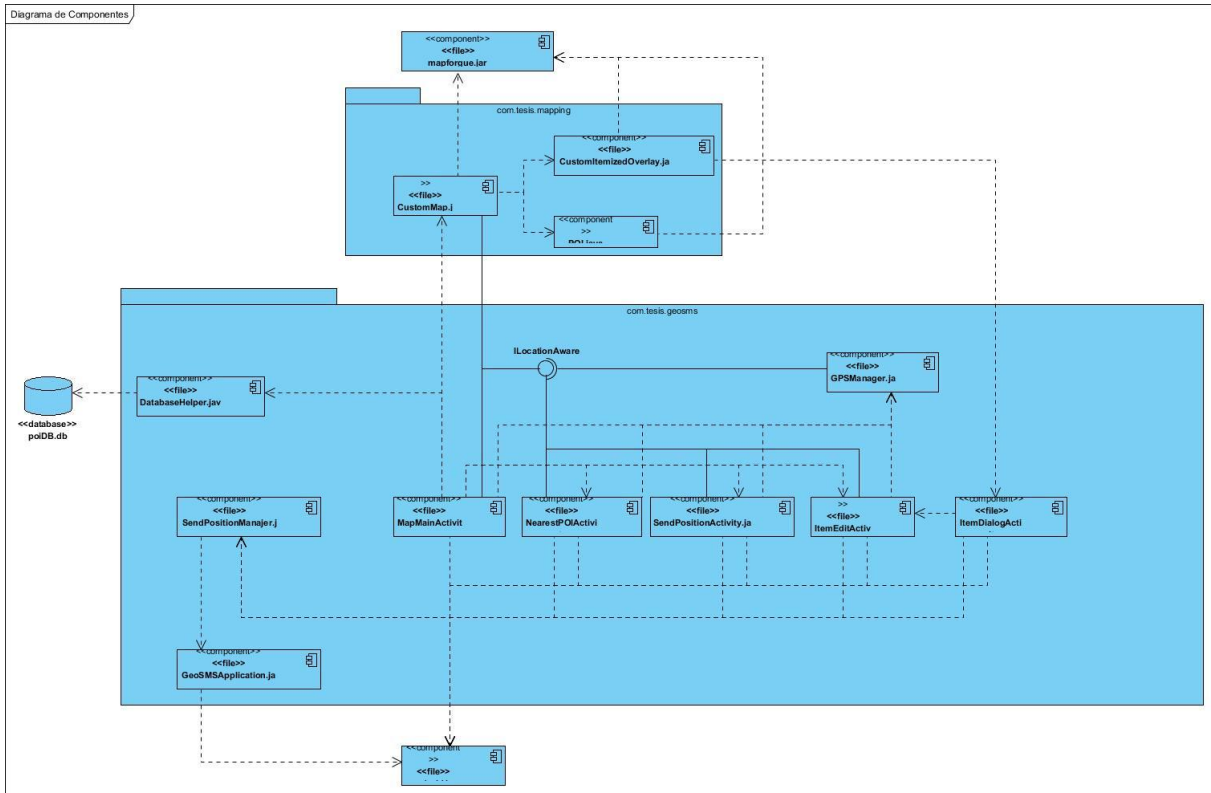 Diagrama de Componentes
<<component>>
<<file>>
mapforgue.jar
com.tesis.mapping
<<component>>
<<file>>
CustomItemizedOverlay.ja
>>
<<file>>
CustomMap.j
<<component
>>
com.tesis.geosms
ILocationAware
<<component>>
<<file>>
GPSManager.ja
<<component>>
<<file>>
DatabaseHelper.jav
<<database>>
poiDB.db
<<component>>
<<file>>
SendPositionManajer.j
<<component>>
<<file>>
MapMainActivit
<<component>>
<<file>>
NearestPOIActivi
<<component>>
<<file>>
SendPositionActivity.ja
>>
<<file>>
ItemEditActiv
<<component>>
<<file>>
ItemDialogActi
<<component>>
<<file>>
GeoSMSApplication.ja
<<component
>>
<<file>>